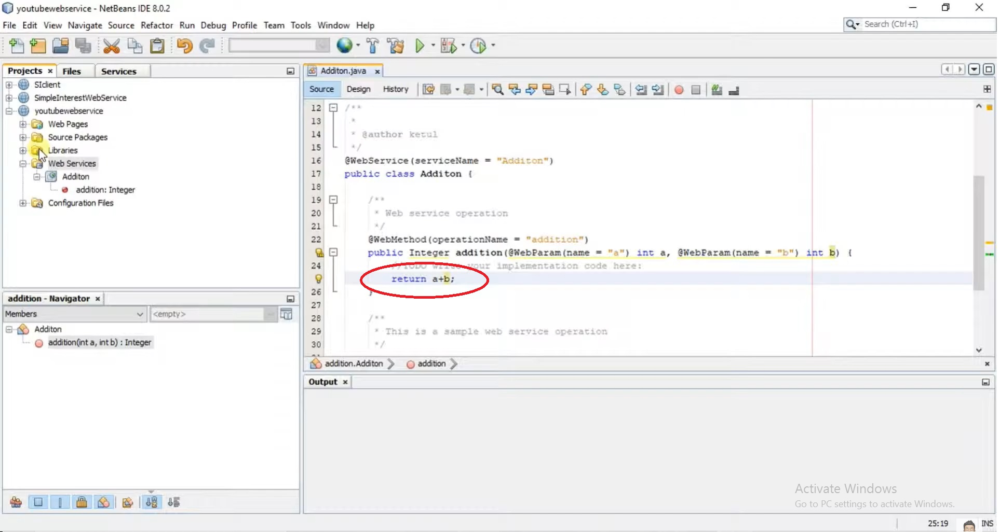 youtubewebservice - NetBeans IDE 8.0.2
File Edit View Navigate Source Refactor Run Debug Profile Team Tools Window Help
Search (Ctrl+I)
Projects Files Services
SIclient
SimpleInterestWebService
youtubewebservice
Web Pages
Source Packages
Libraries
Web Services
Additon
addition: Integer
Configuration Files
addition - Navigator
Members
<empty>
Additon
addition(int a, int b) : Integer
Additon.java
Source Design History
12 /**
13 *
14 * @author ketul
15 */
16 @WebService(serviceName = "Additon")
17 public class Additon {
18
19 /**
20 * Web service operation
21 */
22 @WebMethod(operationName = "addition")
public Integer addition(@WebParam(name = "a") int a, @WebParam(name = "b") int b) {
24 //TODO write your implementation code here:
return a+b;
26 }
27
28 /**
29 * This is a sample web service operation
30 */
addition.Additon addition
Output
Activate Windows
Go to PC settings to activate Windows.
25:19 INS